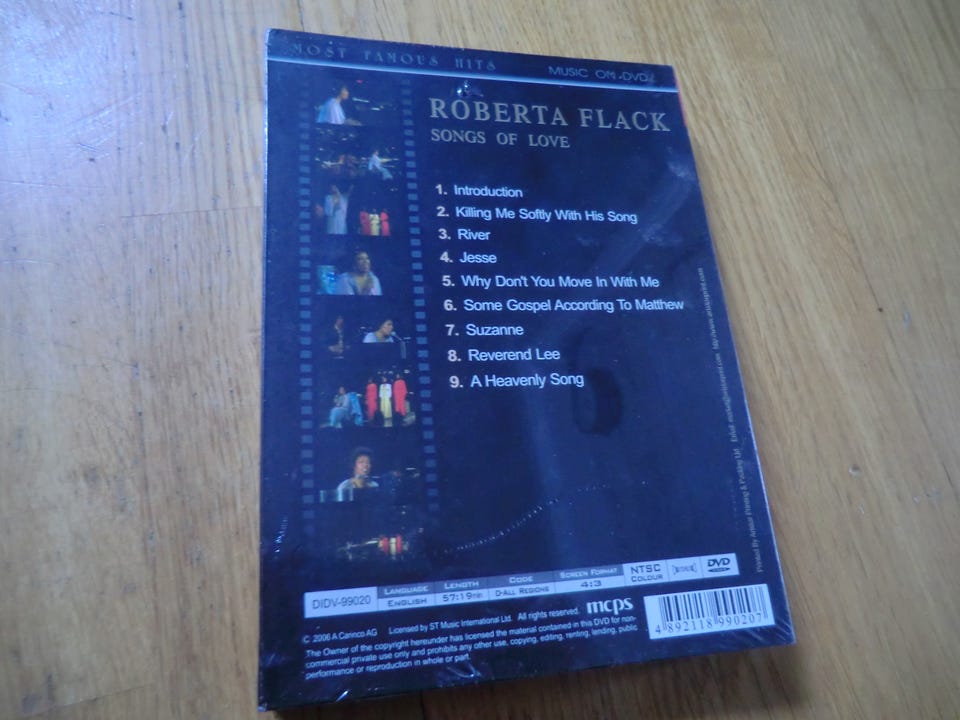 MOST FAMOUS HITS
MUSIC ON DVD
ROBERTA FLACK
SONGS OF LOVE
1. Introduction
2. Killing Me Softly With His Song
3. River
4. Jesse
5. Why Don't You Move In With Me
6. Some Gospel According To Matthew
7. Suzanne
8. Reverend Lee
9. A Heavenly Song
DIDV-99020
LANGUAGE
ENGLISH
LENGTH
57:19min
CODE
D-ALL REGIONS
SCREEN FORMAT
4:3
NTSC
COLOUR
DVD
© 2006 A Carinco AG Licensed by ST Music International Ltd. All rights reserved.
mcps
The Owner of the copyright hereunder has licensed the material contained in this DVD for non-
commercial private use only and prohibits any other use, copying, editing, renting, lending, public
performance or reproduction in whole or part.
4 892118 990207